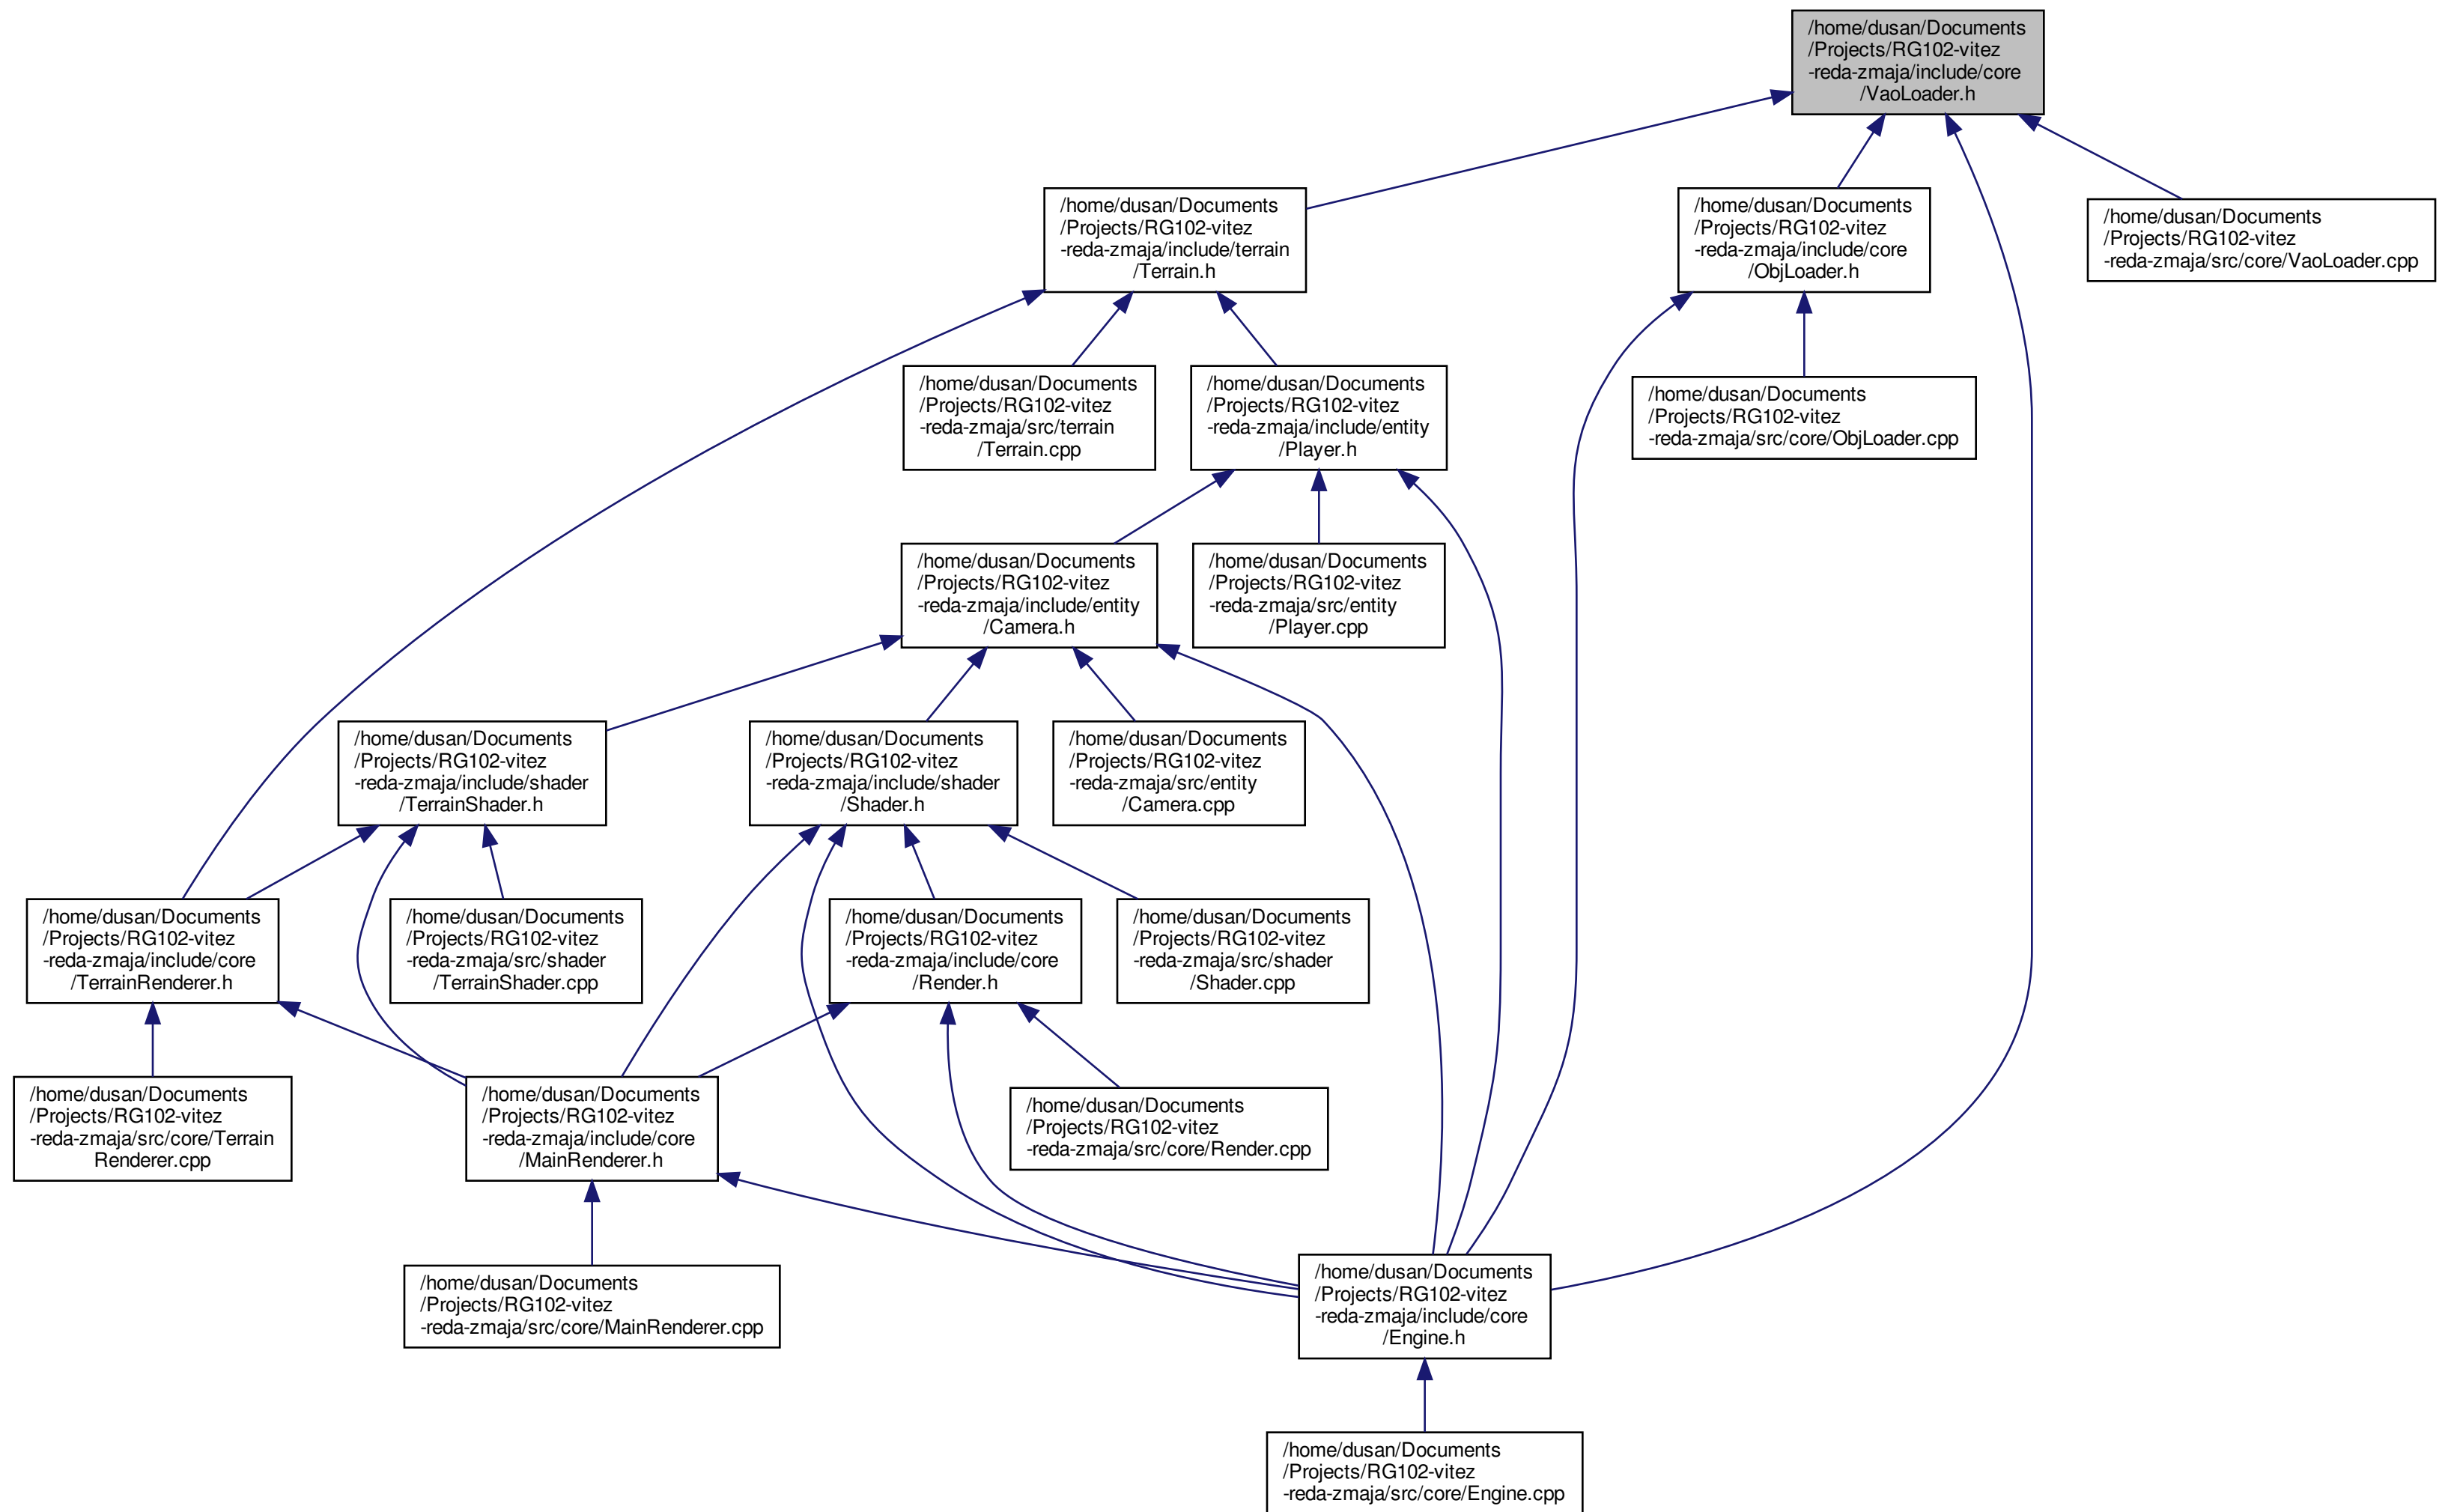 /home/dusan/Documents
/Projects/RG102-vitez
-reda-zmaja/include/core
/VaoLoader.h
/home/dusan/Documents
/Projects/RG102-vitez
-reda-zmaja/include/terrain
/Terrain.h
/home/dusan/Documents
/Projects/RG102-vitez
-reda-zmaja/include/core
/ObjLoader.h
/home/dusan/Documents
/Projects/RG102-vitez
-reda-zmaja/src/core/VaoLoader.cpp
/home/dusan/Documents
/Projects/RG102-vitez
-reda-zmaja/src/terrain
/Terrain.cpp
/home/dusan/Documents
/Projects/RG102-vitez
-reda-zmaja/include/entity
/Player.h
/home/dusan/Documents
/Projects/RG102-vitez
-reda-zmaja/src/core/ObjLoader.cpp
/home/dusan/Documents
/Projects/RG102-vitez
-reda-zmaja/include/entity
/Camera.h
/home/dusan/Documents
/Projects/RG102-vitez
-reda-zmaja/src/entity
/Player.cpp
/home/dusan/Documents
/Projects/RG102-vitez
-reda-zmaja/include/shader
/TerrainShader.h
/home/dusan/Documents
/Projects/RG102-vitez
-reda-zmaja/include/shader
/Shader.h
/home/dusan/Documents
/Projects/RG102-vitez
-reda-zmaja/src/entity
/Camera.cpp
/home/dusan/Documents
/Projects/RG102-vitez
-reda-zmaja/include/core
/TerrainRenderer.h
/home/dusan/Documents
/Projects/RG102-vitez
-reda-zmaja/src/shader
/TerrainShader.cpp
/home/dusan/Documents
/Projects/RG102-vitez
-reda-zmaja/include/core
/Render.h
/home/dusan/Documents
/Projects/RG102-vitez
-reda-zmaja/src/shader
/Shader.cpp
/home/dusan/Documents
/Projects/RG102-vitez
-reda-zmaja/src/core/Terrain
Renderer.cpp
/home/dusan/Documents
/Projects/RG102-vitez
-reda-zmaja/include/core
/MainRenderer.h
/home/dusan/Documents
/Projects/RG102-vitez
-reda-zmaja/src/core/Render.cpp
/home/dusan/Documents
/Projects/RG102-vitez
-reda-zmaja/src/core/MainRenderer.cpp
/home/dusan/Documents
/Projects/RG102-vitez
-reda-zmaja/include/core
/Engine.h
/home/dusan/Documents
/Projects/RG102-vitez
-reda-zmaja/src/core/Engine.cpp